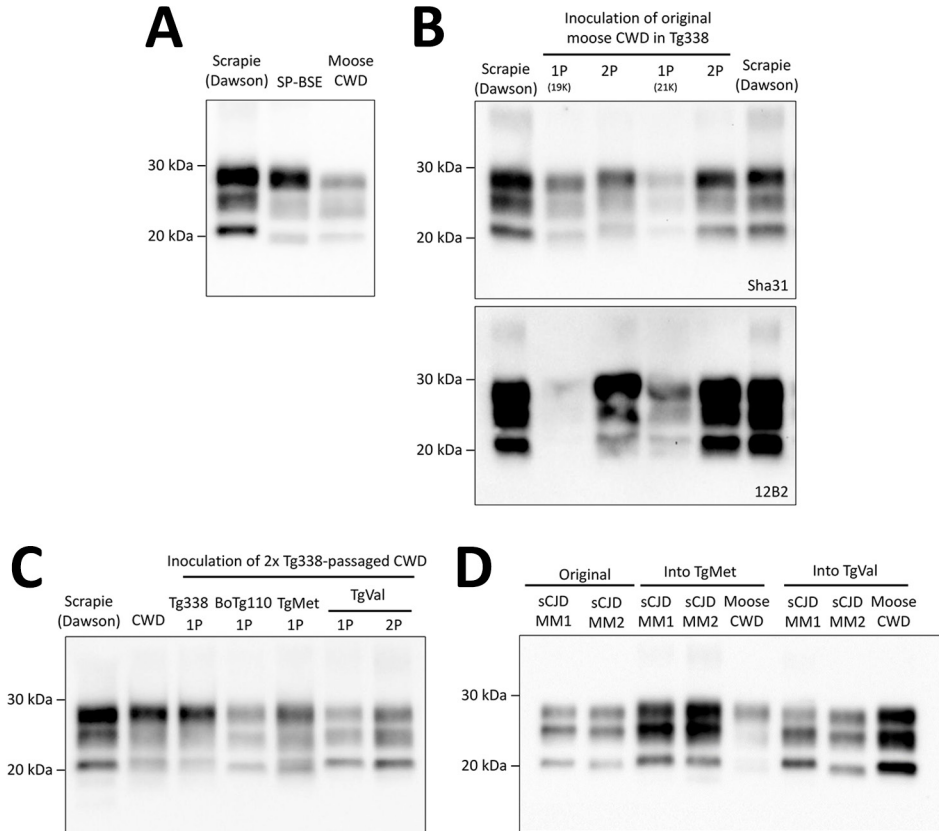 A
Scrapie
(Dawson)
SP-BSE
Moose
CWD
30 kDa
20 kDa
B
Inoculation of original
moose CWD in Tg338
Scrapie
(Dawson)
1P
(19K)
2P
1P
(21K)
2P
Scrapie
(Dawson)
30 kDa
20 kDa
Sha31
30 kDa
20 kDa
12B2
C
Inoculation of 2x Tg338-passaged CWD
Scrapie
(Dawson)
CWD
Tg338
1P
BoTg110
1P
TgMet
1P
TgVal
1P 2P
30 kDa
20 kDa
D
Original
Into TgMet
Into TgVal
sCJD
MM1
sCJD
MM2
sCJD
MM1
sCJD
MM2
Moose
CWD
sCJD
MM1
sCJD
MM2
Moose
CWD
30 kDa
20 kDa